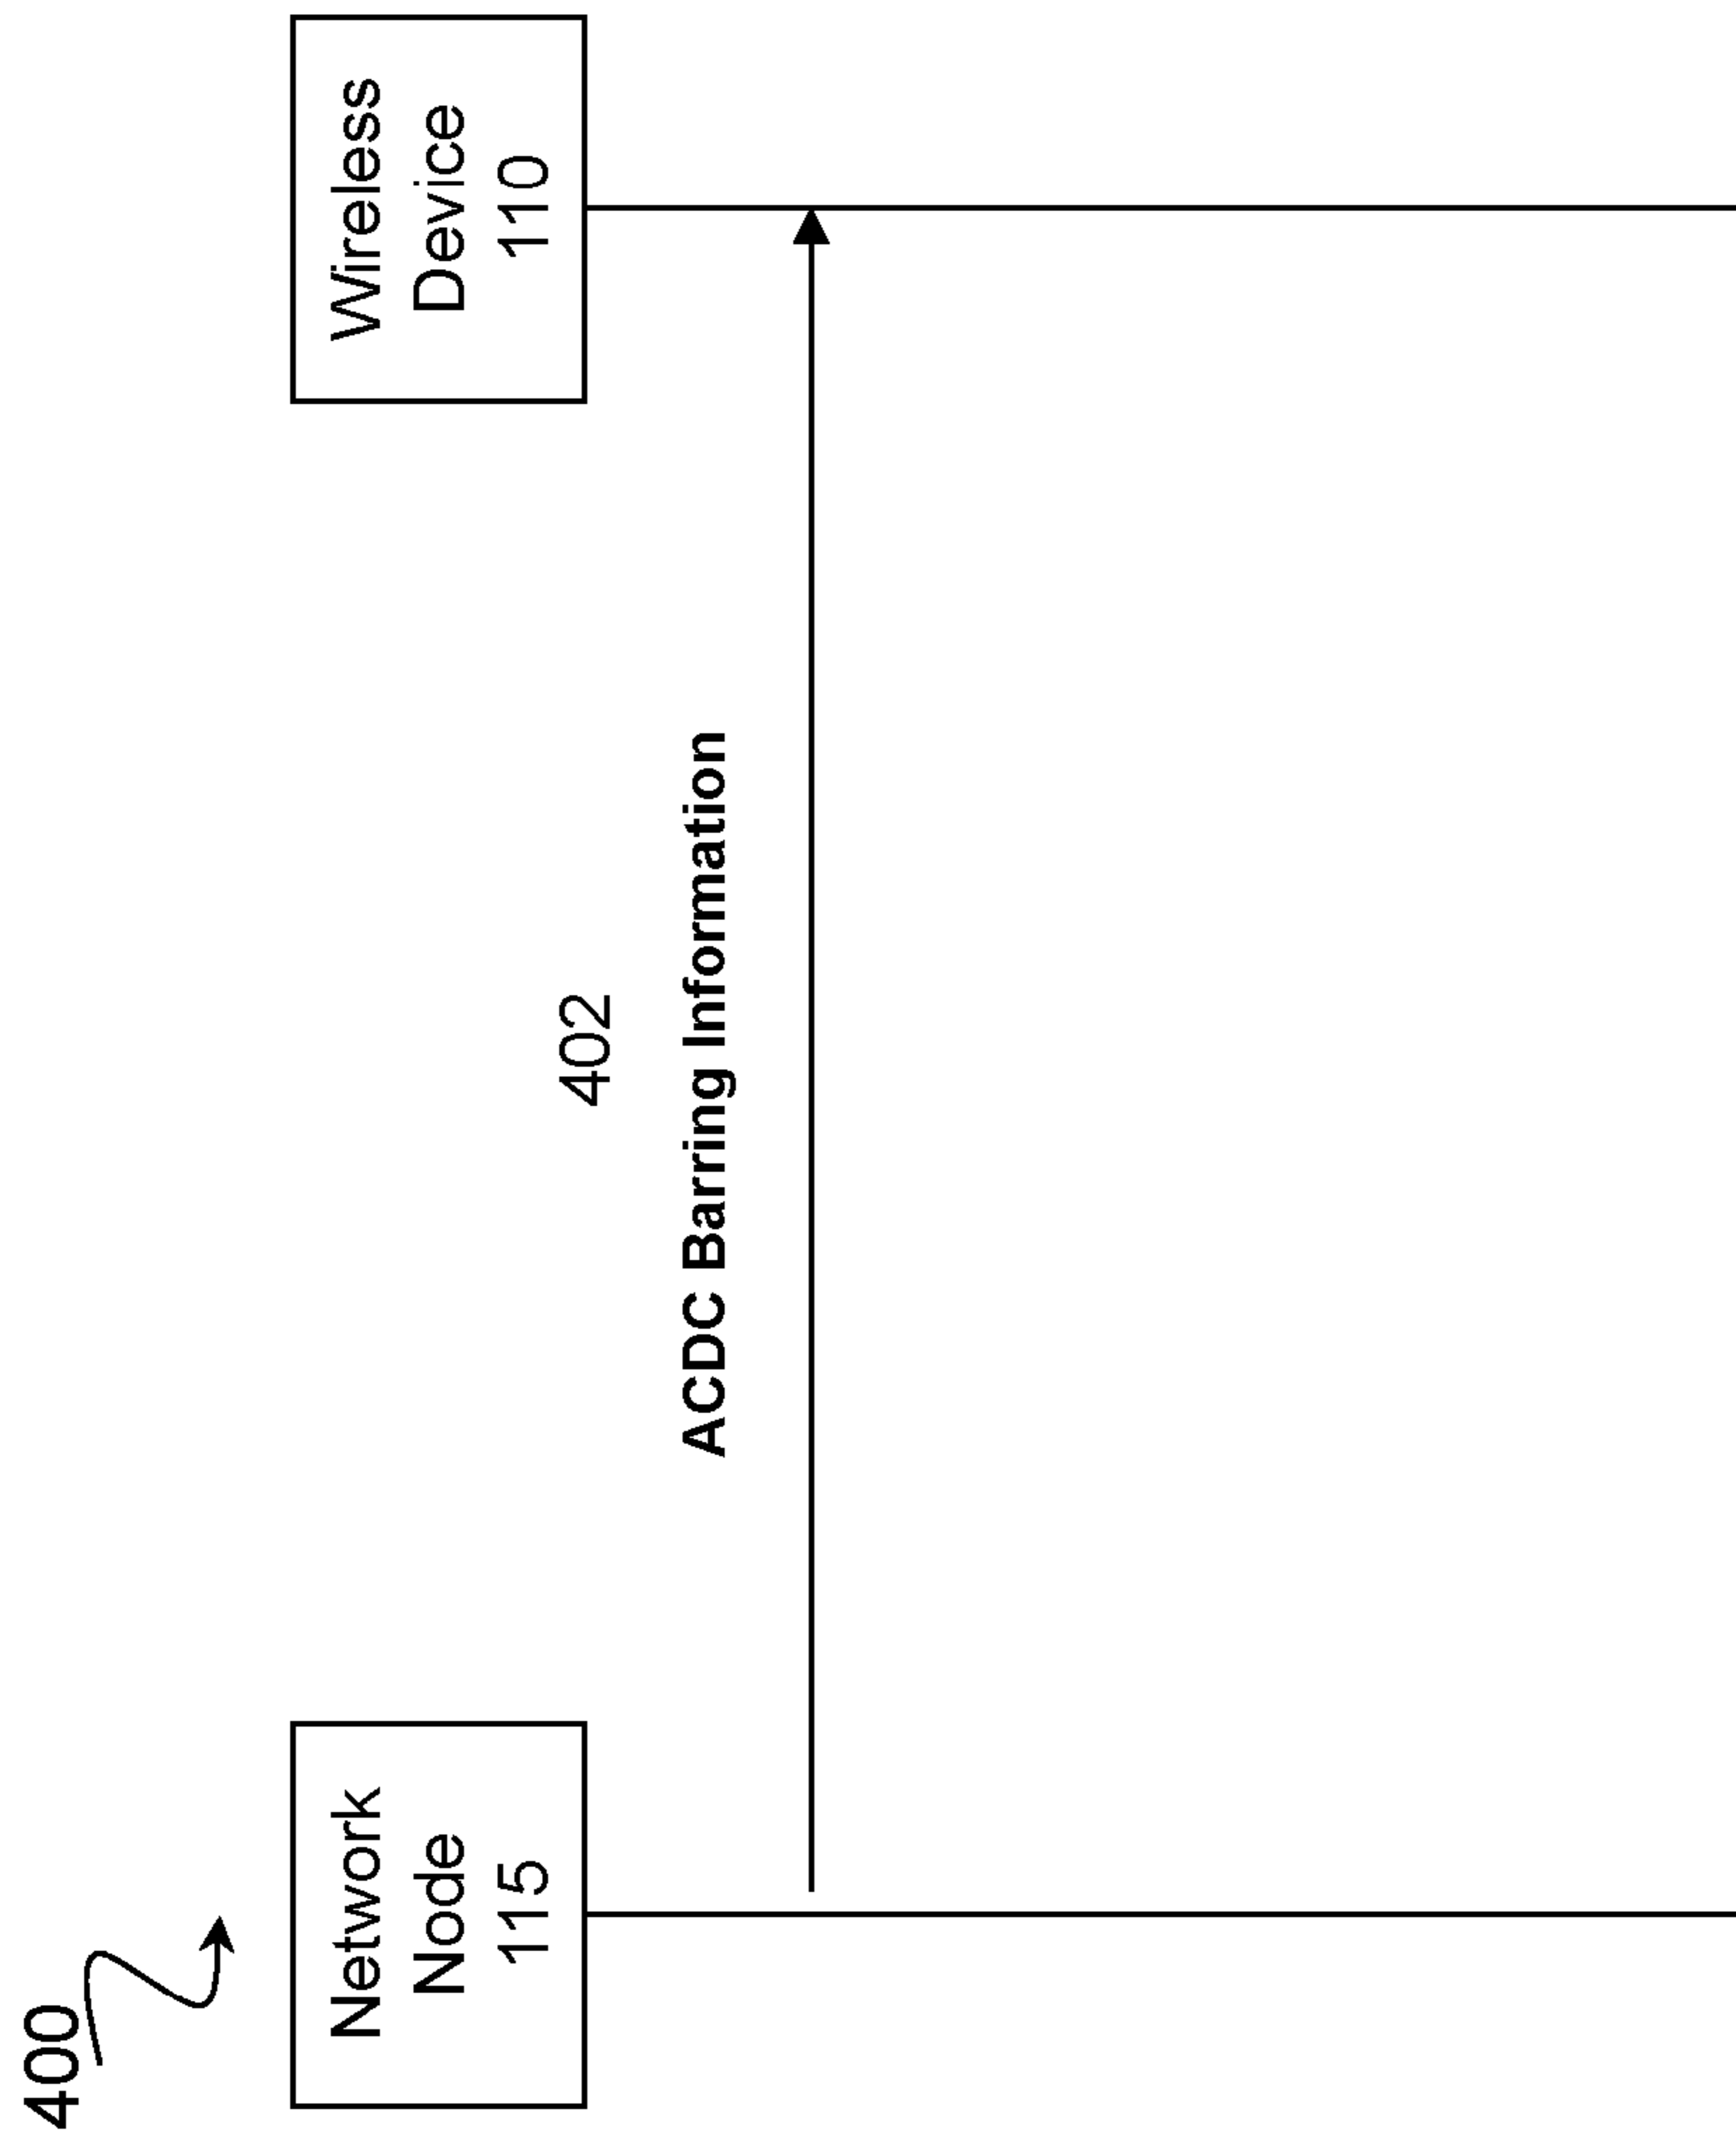 400
Network
Node
115
Wireless
Device
110
402
ACDC Barring Information